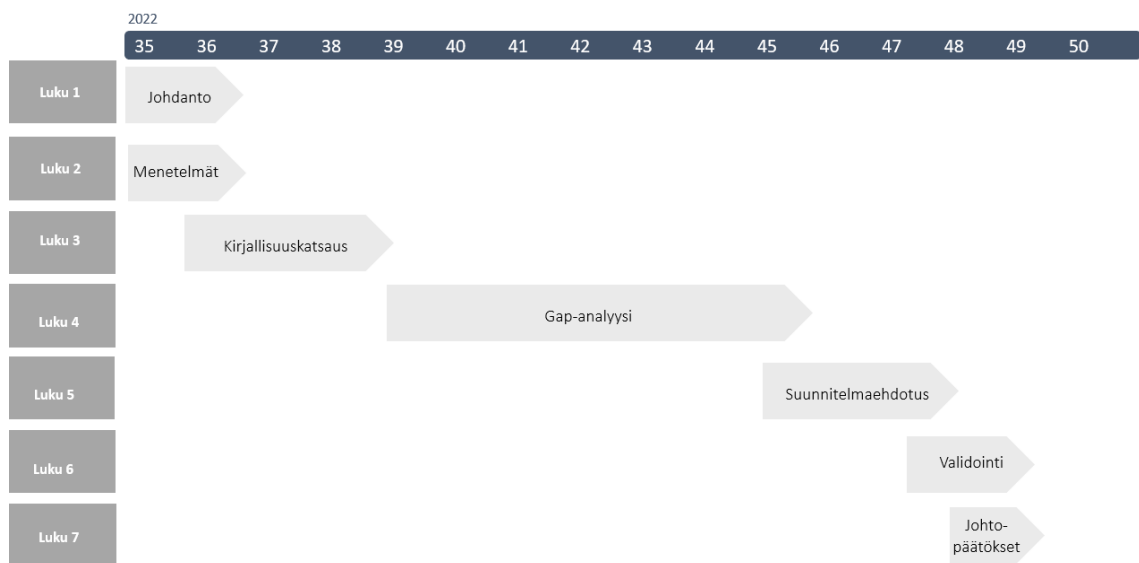 2022
35 36 37 38 39 40 41 42 43 44 45 46 47 48 49 50
Luku 1 Johdanto
Luku 2 Menetelmät
Luku 3 Kirjallisuuskatsaus
Luku 4 Gap-analyysi
Luku 5 Suunnitelmaehdotus
Luku 6 Validointi
Luku 7 Johto-
päätökset